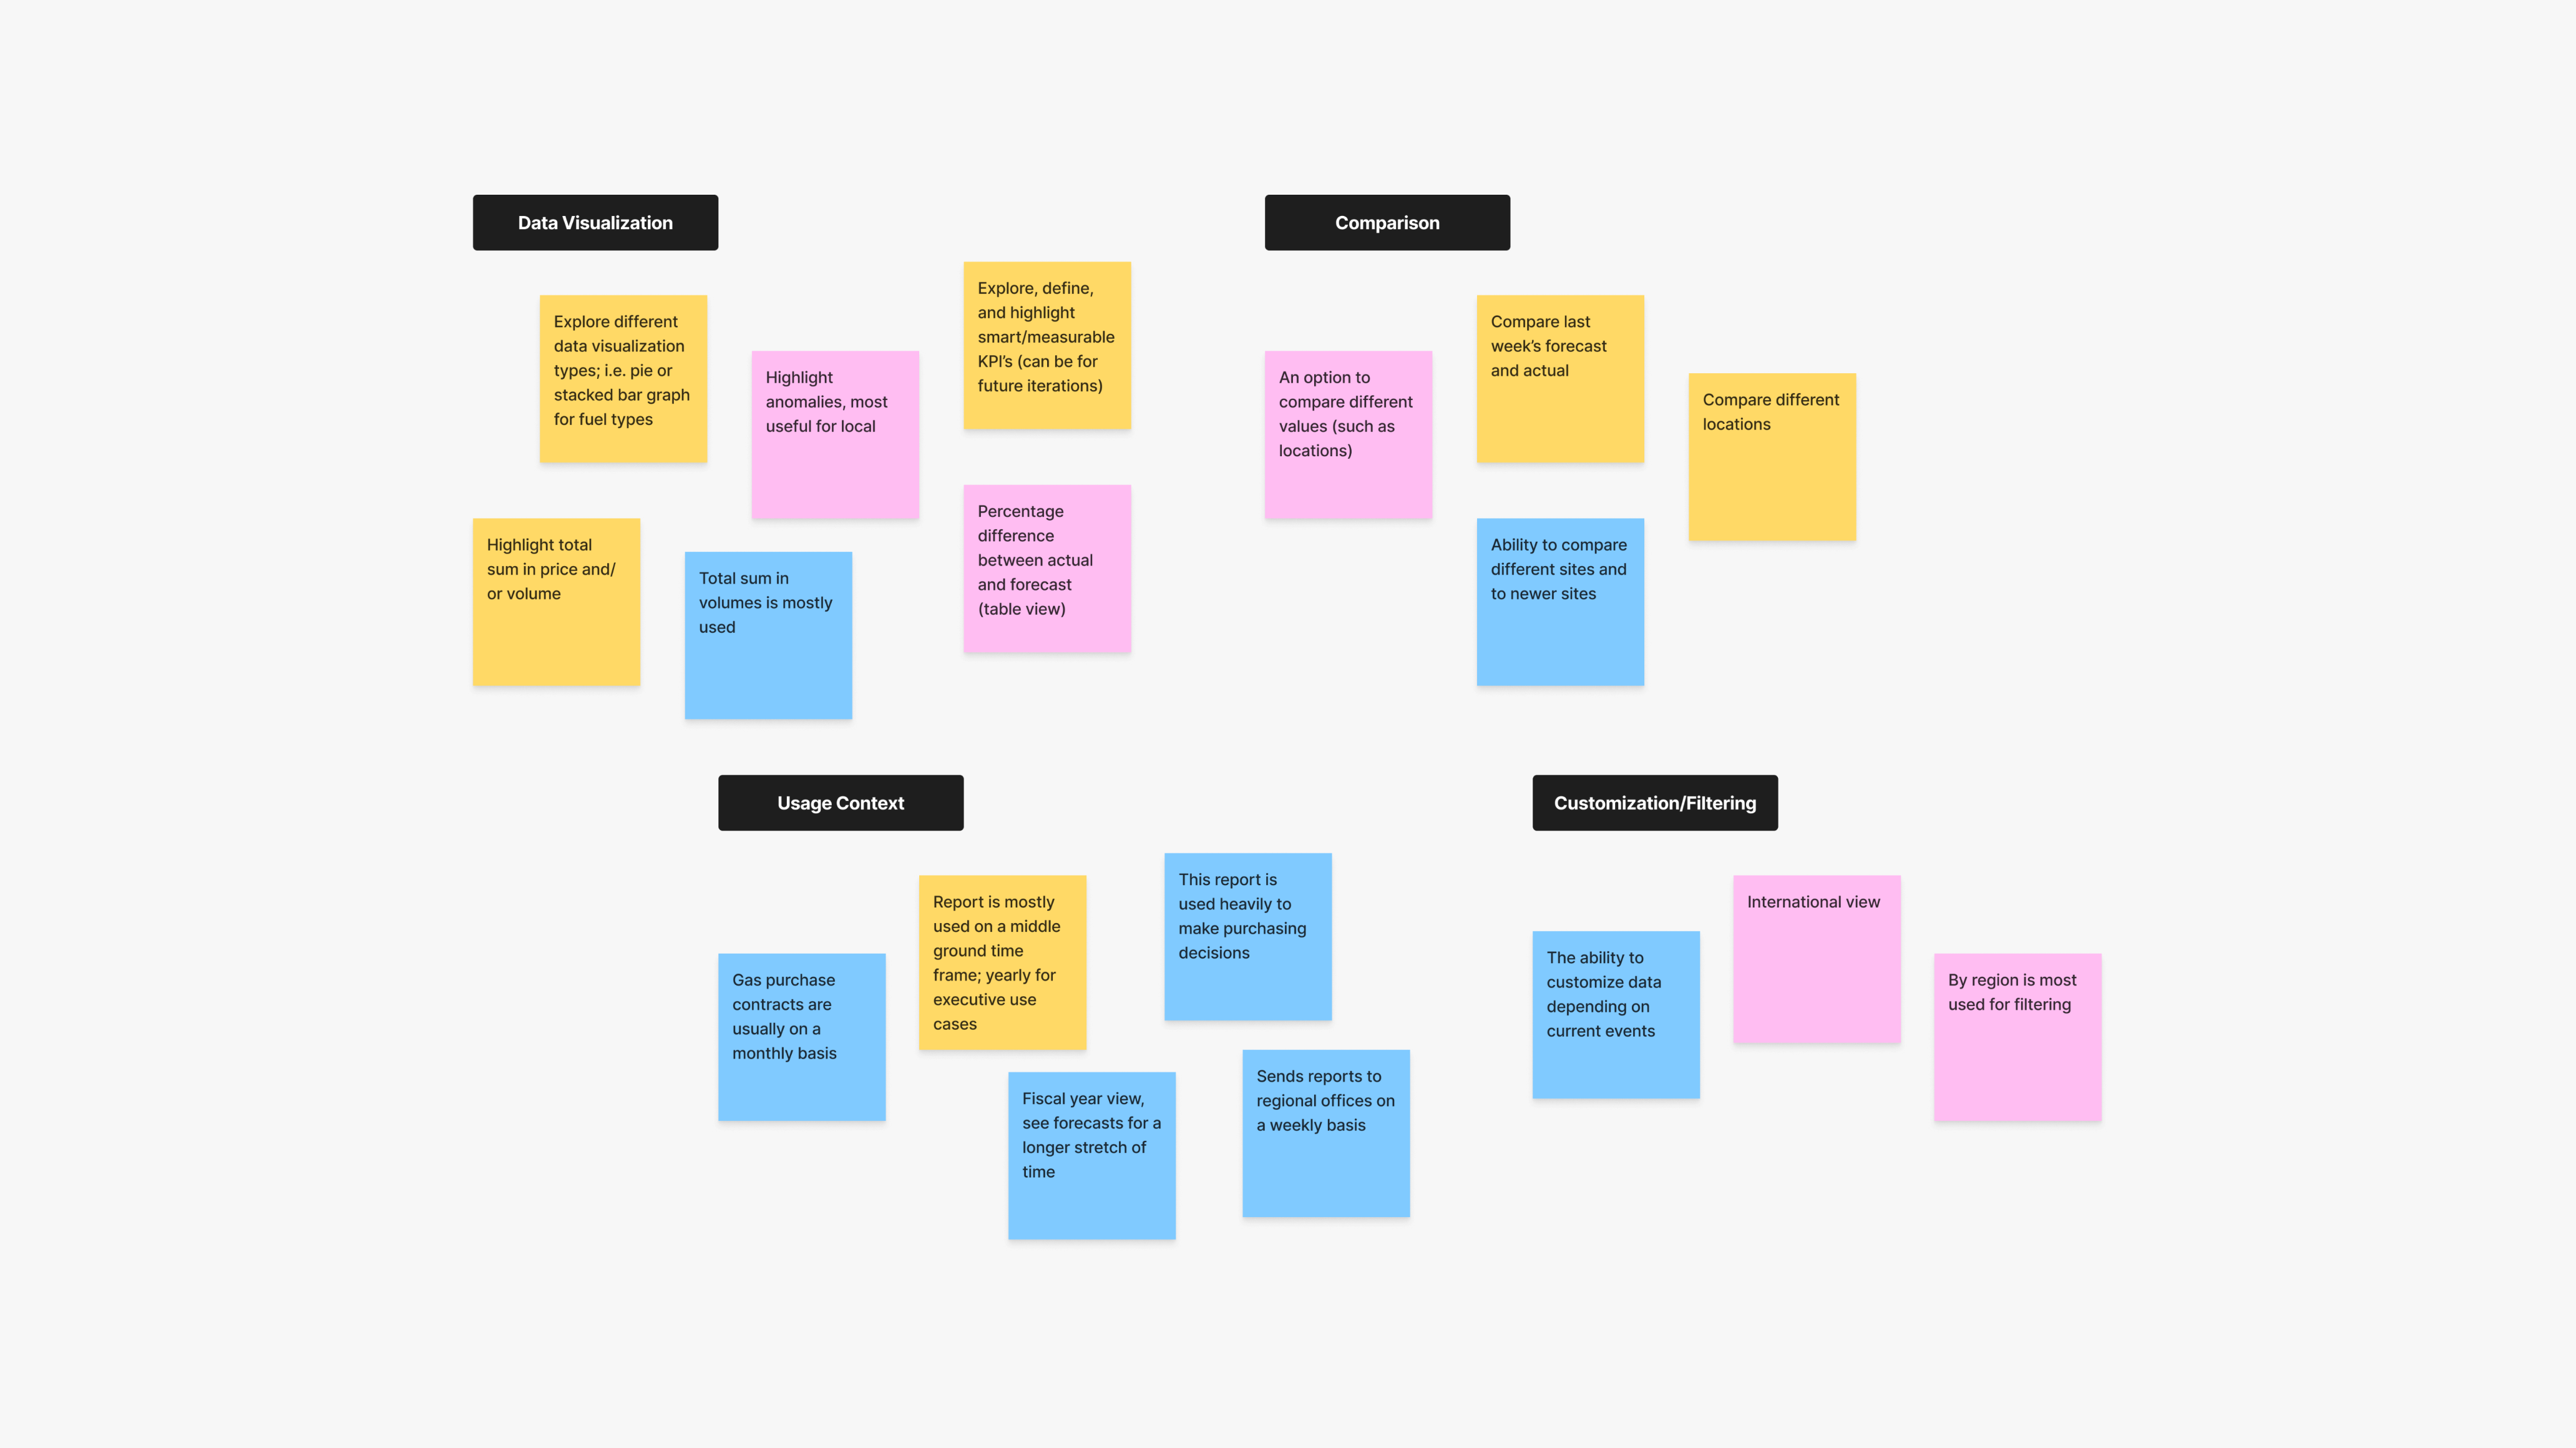 Data Visualization
Explore different
data visualization
types; i.e. pie or
stacked bar graph
for fuel types
Highlight
anomalies, most
useful for local
Explore, define,
and highlight
smart/measurable
KPI’s (can be for
future iterations)
Highlight total
sum in price and/
or volume
Total sum in
volumes is mostly
used
Percentage
difference
between actual
and forecast
(table view)
Comparison
An option to
compare different
values (such as
locations)
Compare last
week’s forecast
and actual
Compare different
locations
Ability to compare
different sites and
to newer sites
Usage Context
Gas purchase
contracts are
usually on a
monthly basis
Report is mostly
used on a middle
ground time
frame; yearly for
executive use
cases
This report is
used heavily to
make purchasing
decisions
Fiscal year view,
see forecasts for a
longer stretch of
time
Sends reports to
regional offices on
a weekly basis
Customization/Filtering
The ability to
customize data
depending on
current events
International view
By region is most
used for filtering